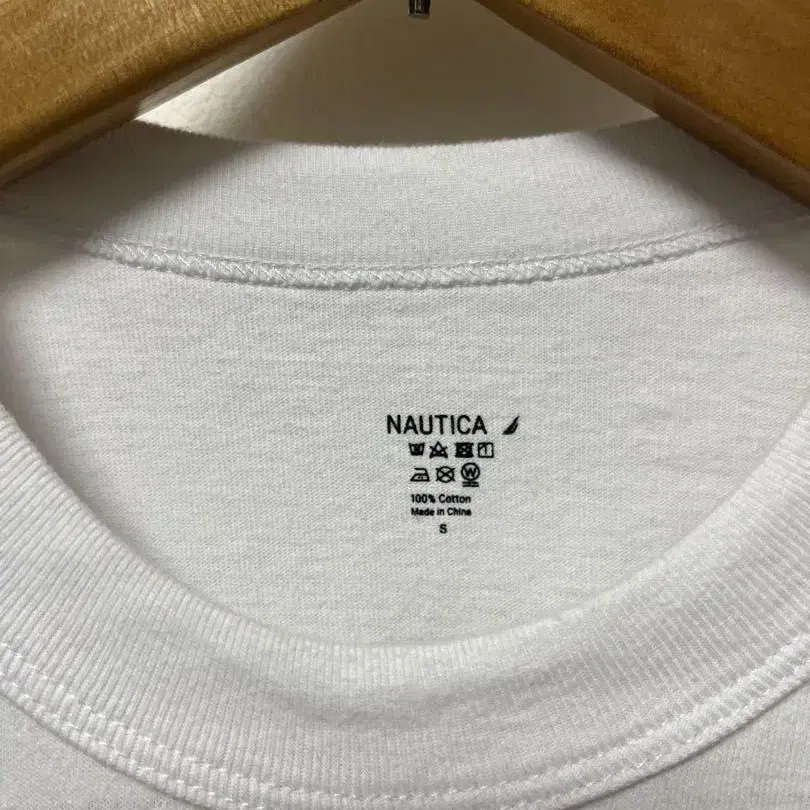 NAUTICA
W
100% Cotton
Made in China
S